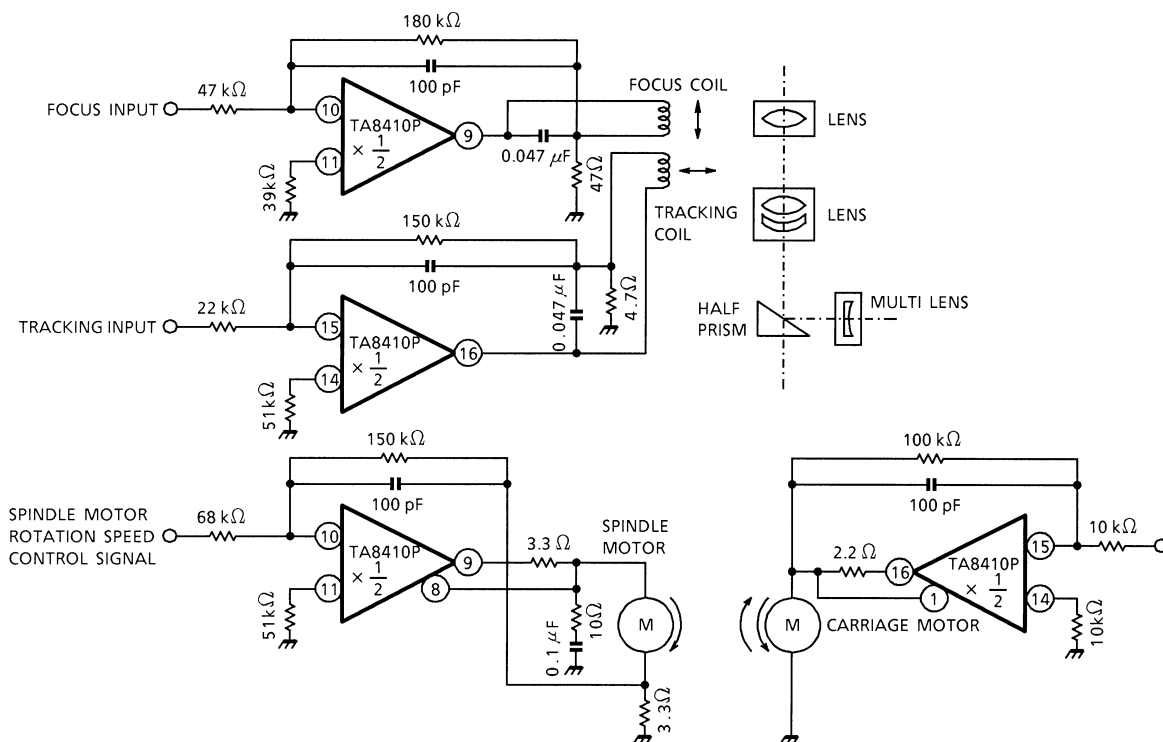 180 kΩ
100 pF
47 kΩ
FOCUS INPUT
10
TA8410P
× 1/2
11
9
39kΩ
0.047 μF
47Ω
FOCUS COIL
TRACKING
COIL
LENS
LENS
HALF
PRISM
MULTI LENS
150 kΩ
100 pF
22 kΩ
TRACKING INPUT
15
TA8410P
× 1/2
14
16
51kΩ
0.047 μF
4.7Ω
150 kΩ
100 pF
68 kΩ
SPINDLE MOTOR
ROTATION SPEED
CONTROL SIGNAL
10
TA8410P
× 1/2
11
9
8
51kΩ
3.3 Ω
10Ω
0.1 μF
SPINDLE
MOTOR
M
3.3Ω
100 kΩ
100 pF
10 kΩ
15
TA8410P
× 1/2
14
16
1
2.2 Ω
10kΩ
M
CARRIAGE MOTOR